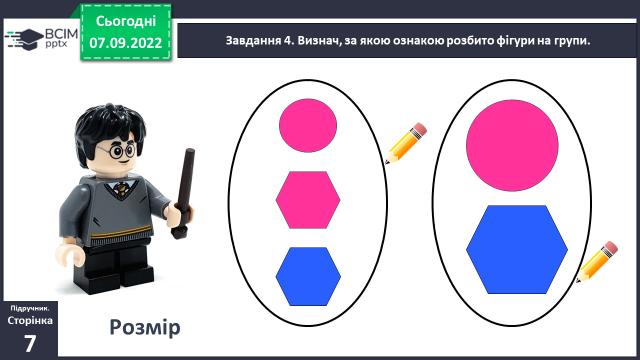 ВСІМ
pptx
Сьогодні
07.09.2022
Завдання 4. Визнач, за якою ознакою розбито фігури на групи.
Підручник.
Сторінка
7
Розмір